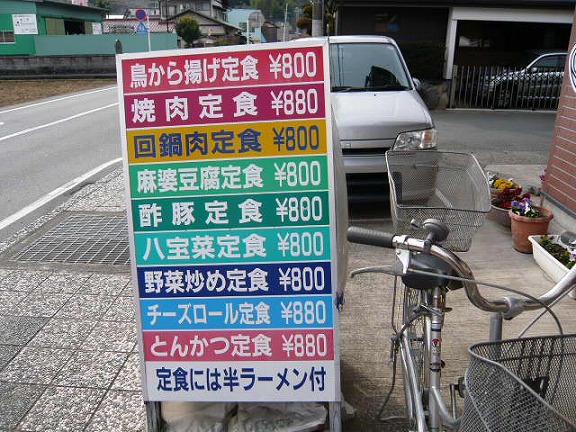 鳥から揚げ定食 ¥800
焼肉定食 ¥880
回鍋肉定食 ¥800
麻婆豆腐定食 ¥800
酢豚定食 ¥880
八宝菜定食 ¥800
野菜炒め定食 ¥800
チーズロール定食 ¥880
とんかつ定食 ¥880
定食には半ラーメン付